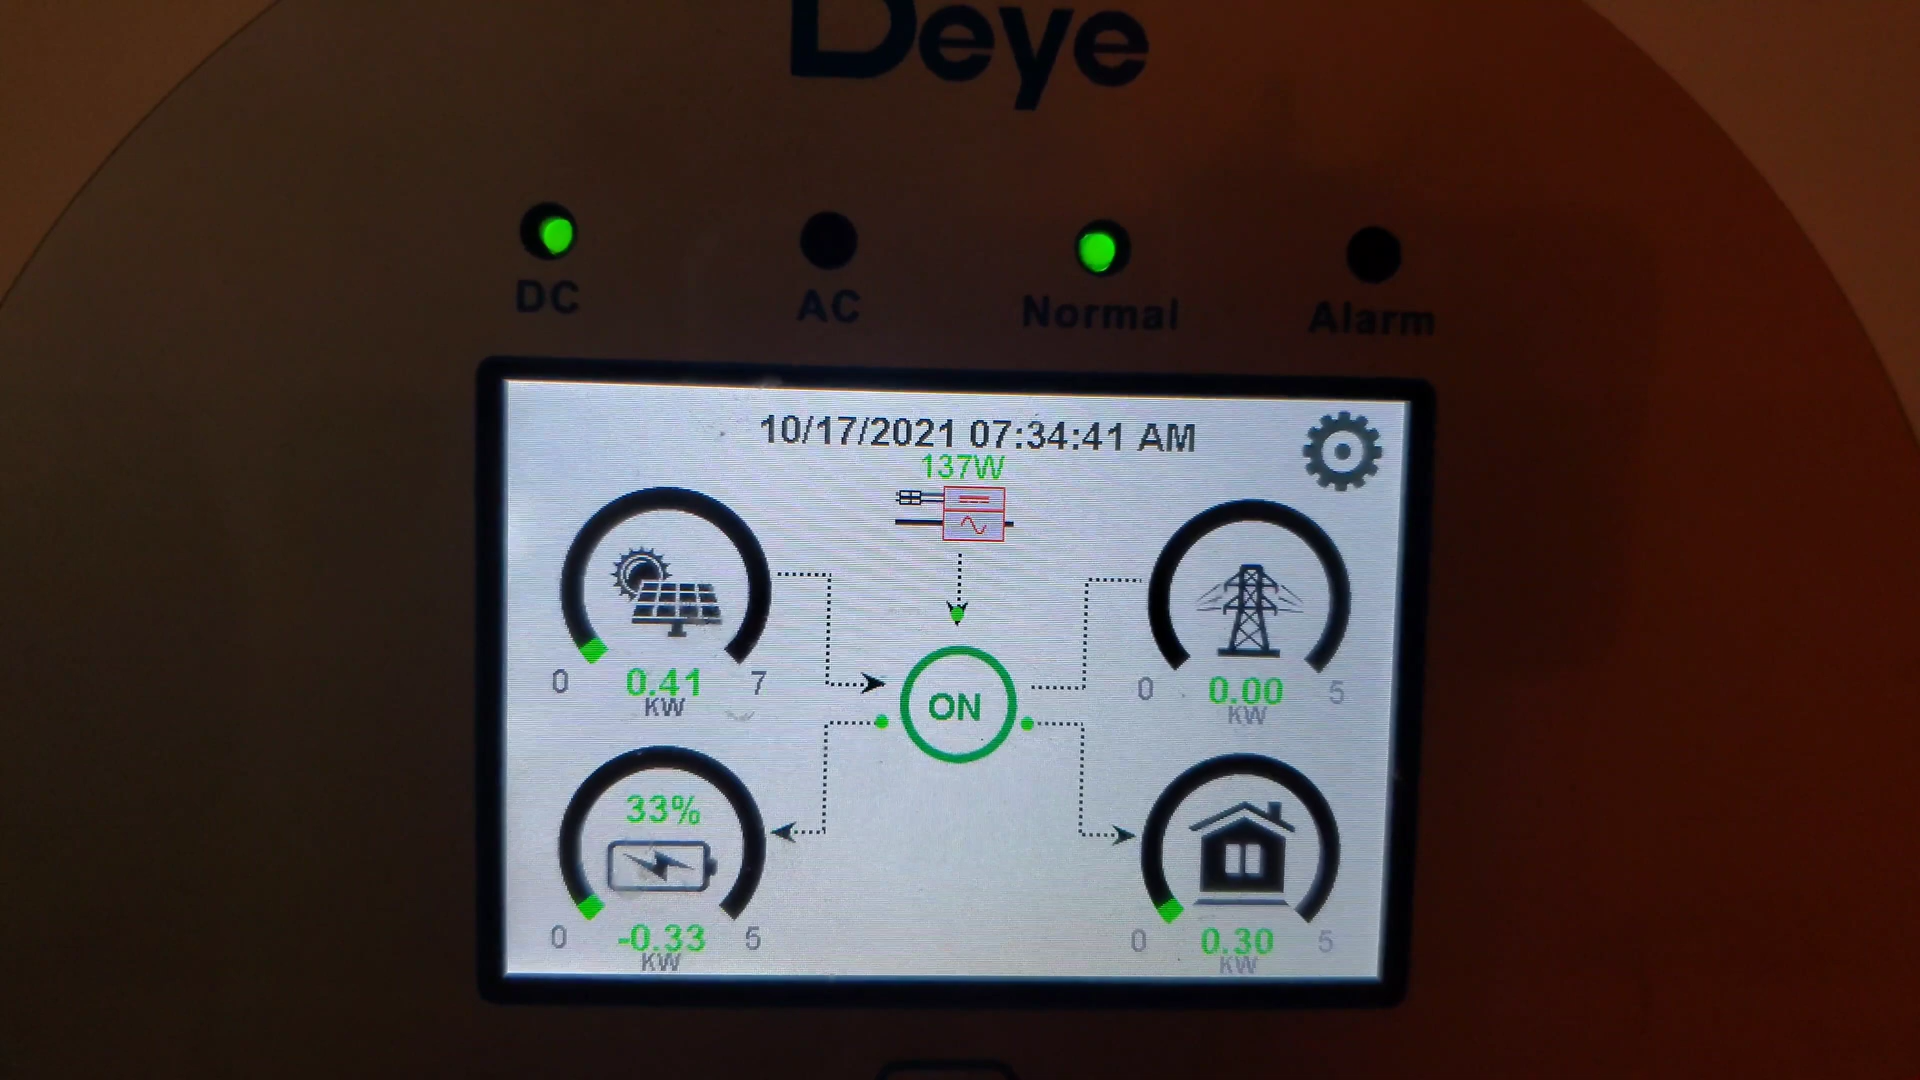 Deye
DC AC Normal Alarm
10/17/2021 07:34:41 AM
137W
0 0.41 7
KW
0 0.00 5
KW
ON
33%
0 -0.33 5
KW
0 0.30 5
KW